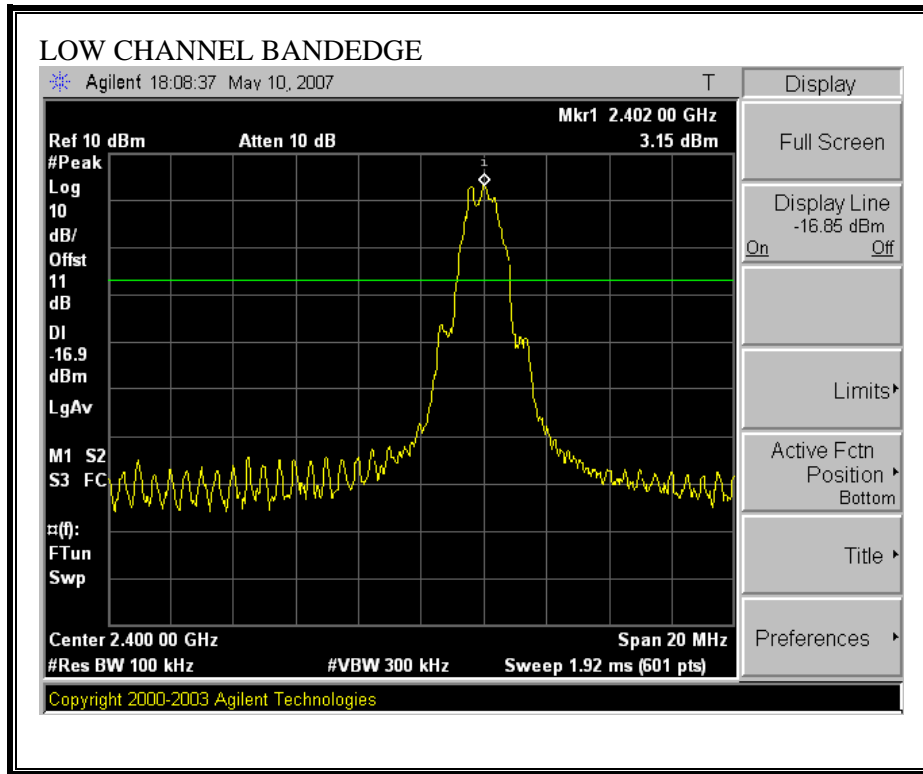 LOW CHANNEL BANDEDGE
Agilent 18:08:37 May 10, 2007 T
Display
Mkr1 2.402 00 GHz
Ref 10 dBm Atten 10 dB 3.15 dBm
#Peak
Log
10
dB/
Offst
11
dB
DI
-16.9
dBm
LgAv
M1 S2
S3 FC
¤(f):
FTun
Swp
1
Center 2.400 00 GHz Span 20 MHz
#Res BW 100 kHz #VBW 300 kHz Sweep 1.92 ms (601 pts)
Copyright 2000-2003 Agilent Technologies
Full Screen
Display Line
-16.85 dBm
On Off
Limits
Active Fctn
Position
Bottom
Title
Preferences